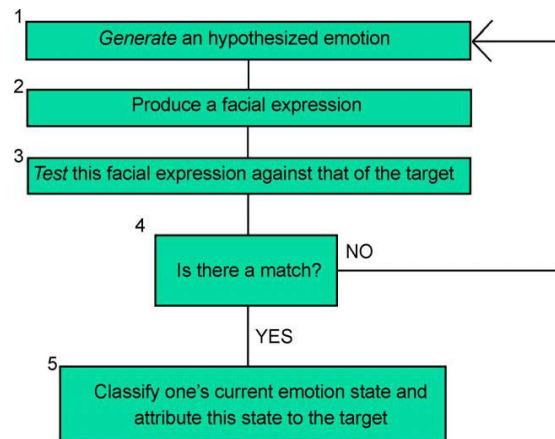 1
Generate an hypothesized emotion
2
Produce a facial expression
3
Test this facial expression against that of the target
4
Is there a match?
NO
YES
5
Classify one's current emotion state and
attribute this state to the target